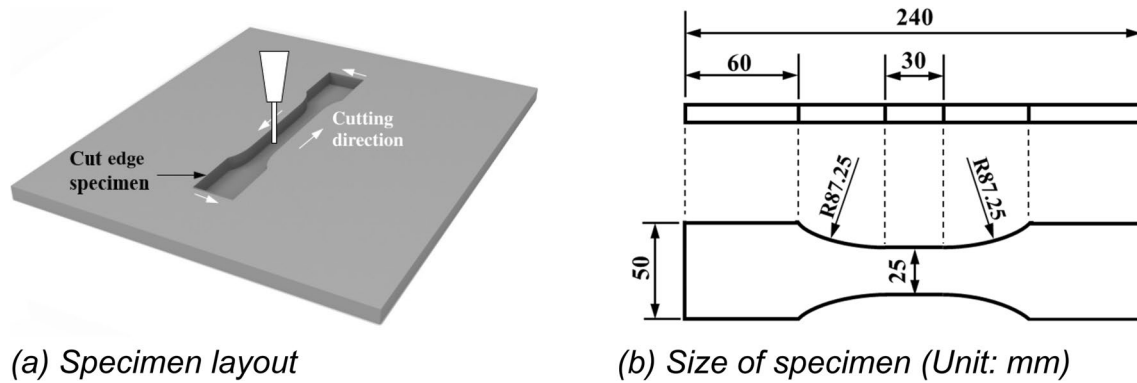 Cutting
direction
Cut edge
specimen
(a) Specimen layout
240
60
30
R87.25
R87.25
50
25
(b) Size of specimen (Unit: mm)